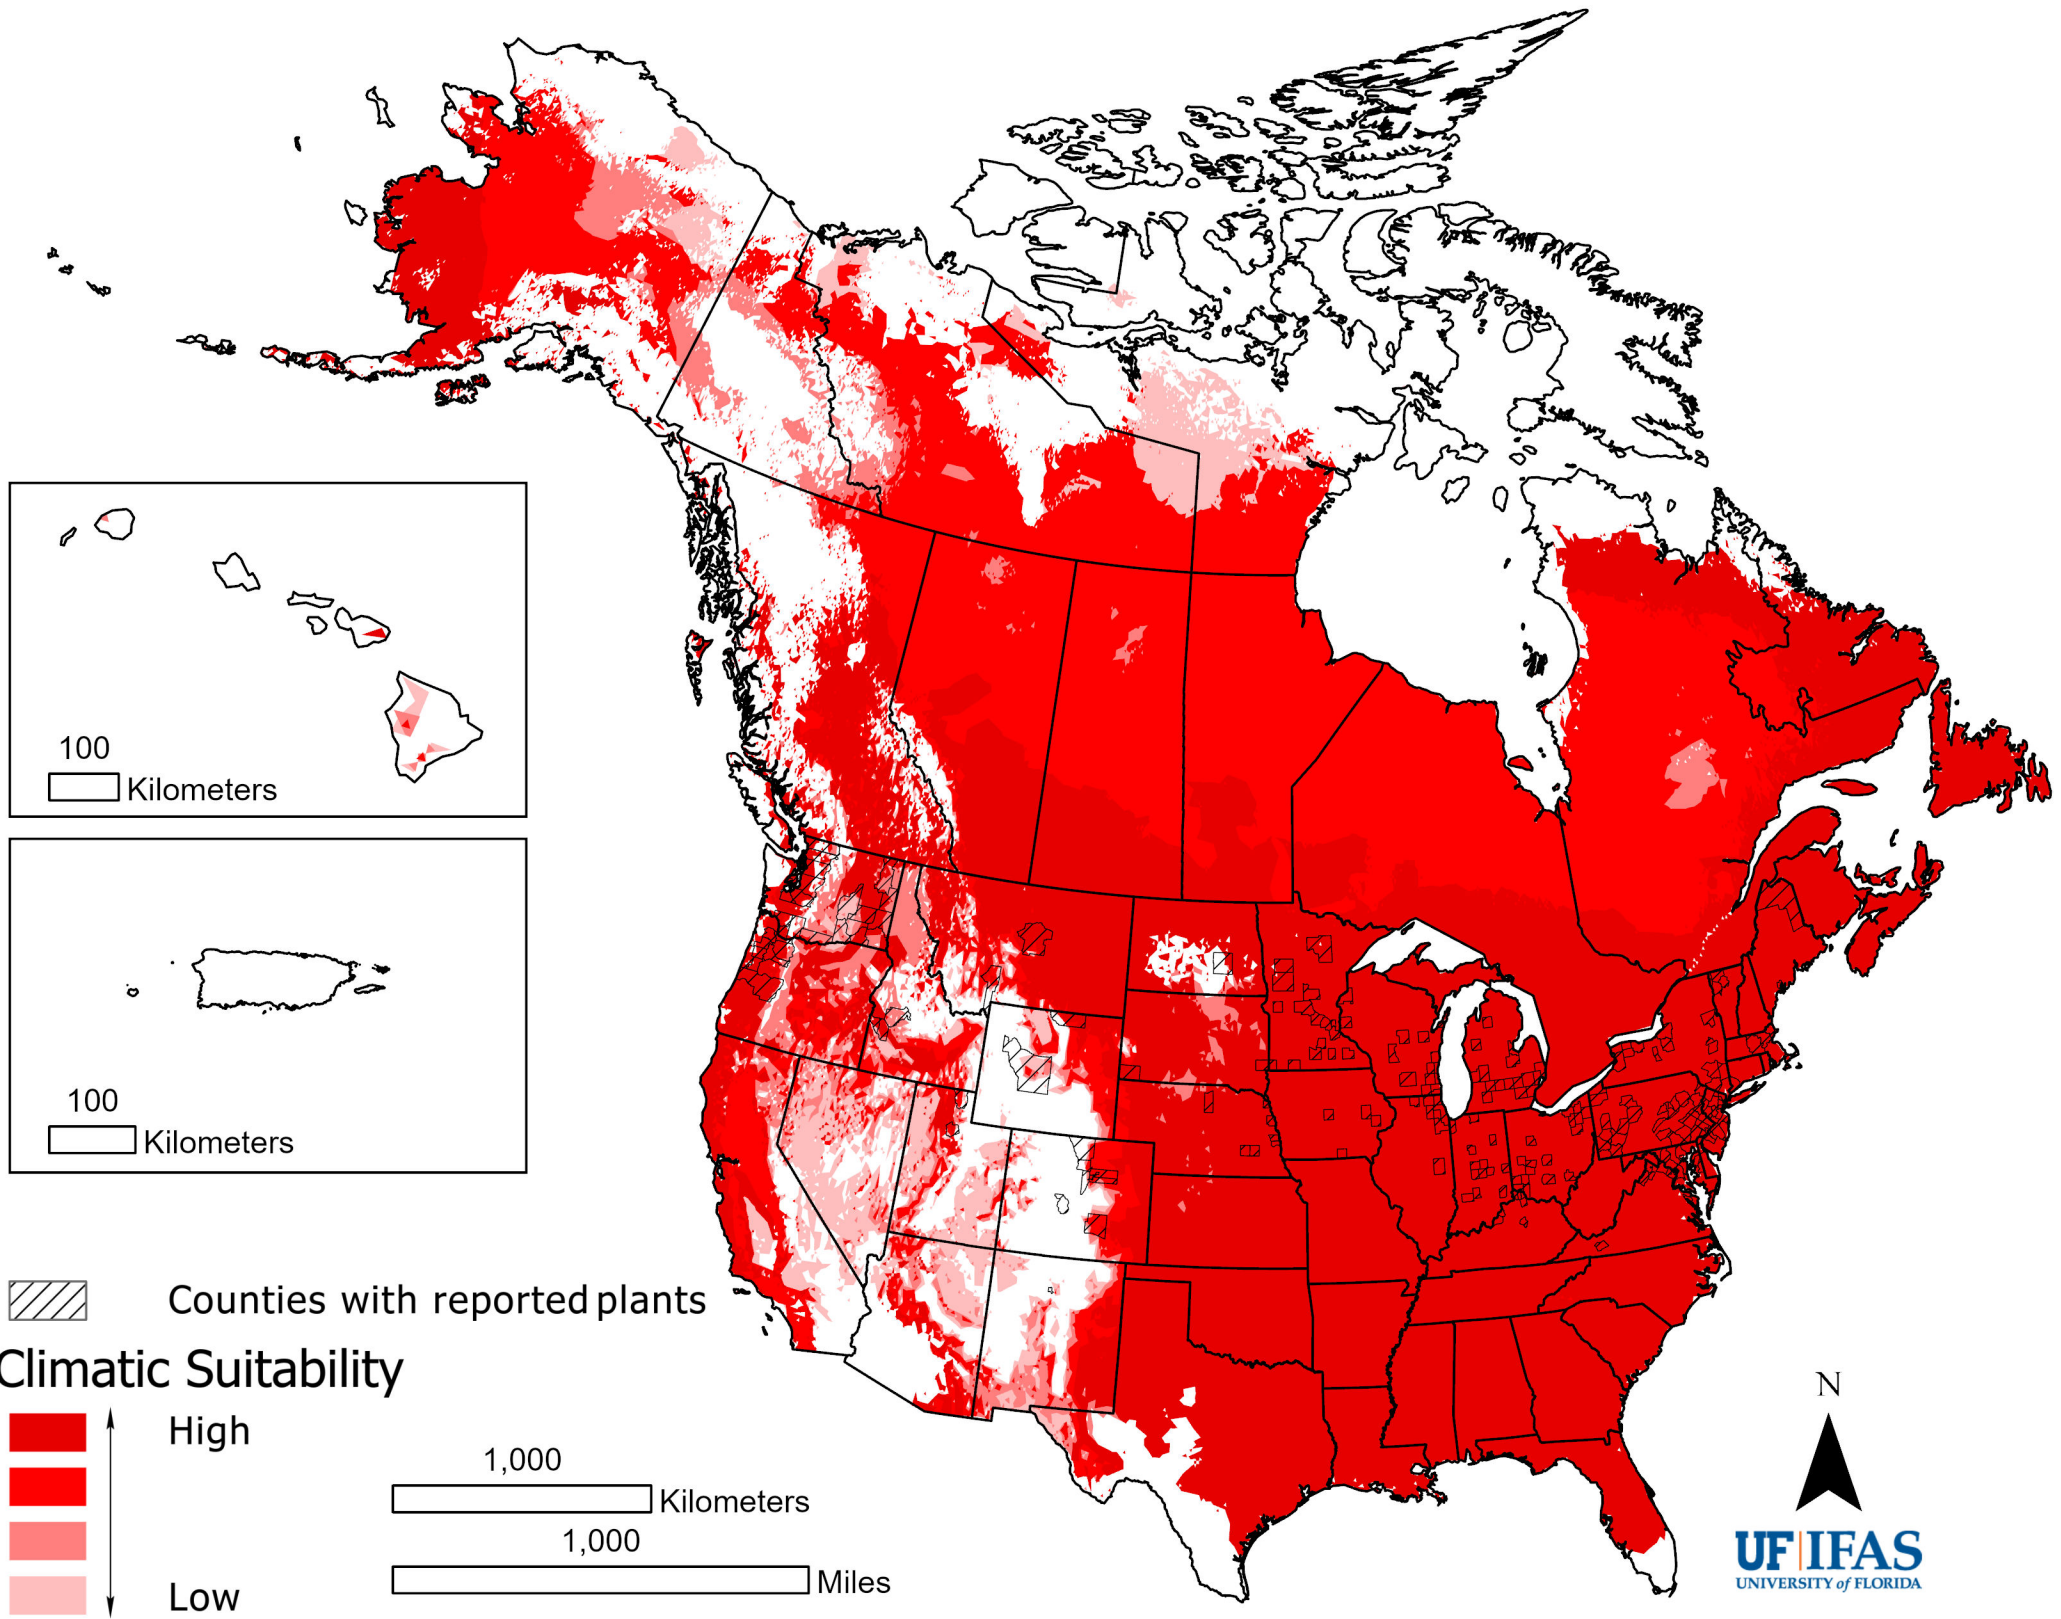 100
Kilometers
100
Kilometers
Counties with reported plants
Climatic Suitability
High
Low
1,000
Kilometers
1,000
Miles
N
UF|IFAS
UNIVERSITY of FLORIDA